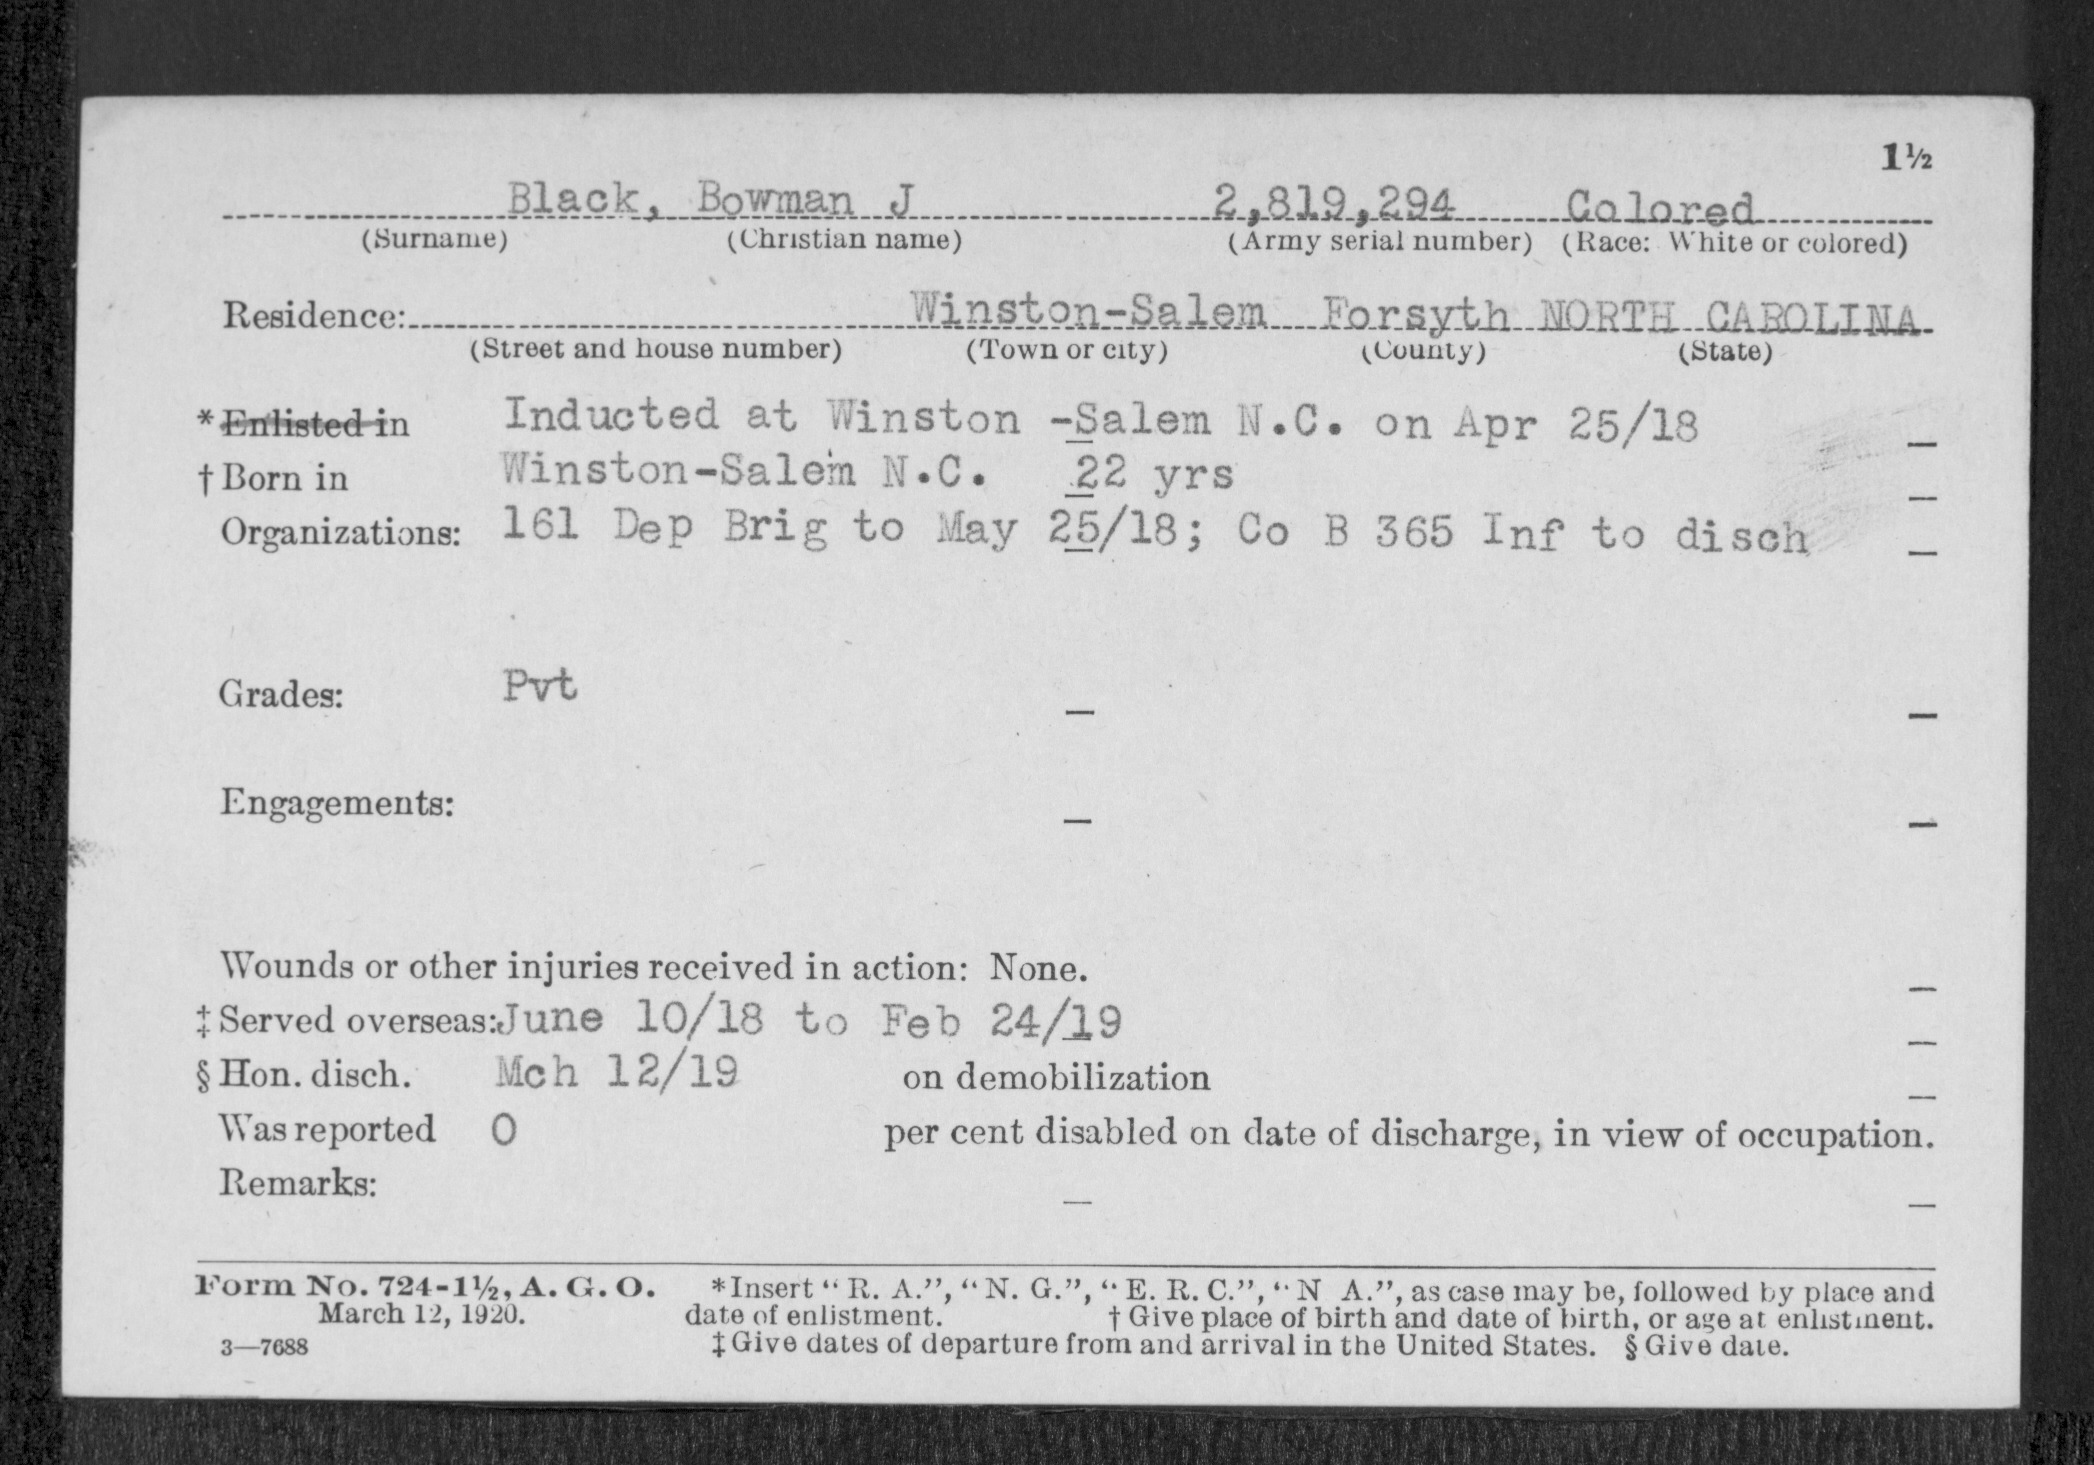 1½
Black, Bowman J 2,819,294 Colored
(Surname) (Christian name) (Army serial number) (Race: White or colored)
Residence: Winston-Salem Forsyth NORTH CAROLINA
(Street and house number) (Town or city) (County) (State)
* Enlisted in Inducted at Winston -Salem N.C. on Apr 25/18
† Born in Winston-Salem N.C. 22 yrs
Organizations: 161 Dep Brig to May 25/18; Co B 365 Inf to disch
Grades: Pvt
Engagements:
Wounds or other injuries received in action: None.
‡ Served overseas: June 10/18 to Feb 24/19
§ Hon. disch. Mch 12/19 on demobilization
Was reported 0 per cent disabled on date of discharge, in view of occupation.
Remarks:
Form No. 724-1½, A. G. O. * Insert "R. A.", "N. G.", "E. R. C.", "N A.", as case may be, followed by place and
March 12, 1920. date of enlistment. † Give place of birth and date of birth, or age at enlistment.
3—7688 ‡ Give dates of departure from and arrival in the United States. § Give date.